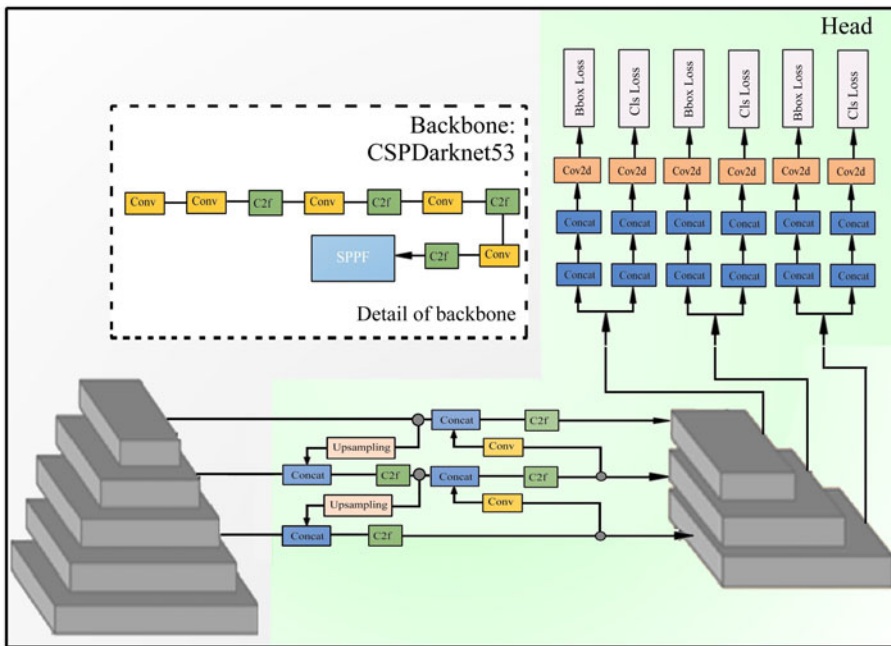 Head
Bbox Loss
Cls Loss
Bbox Loss
Cls Loss
Bbox Loss
Cls Loss
Cov2d
Cov2d
Cov2d
Cov2d
Cov2d
Cov2d
Concat
Concat
Concat
Concat
Concat
Concat
Concat
Concat
Concat
Concat
Concat
Concat
Backbone:
CSPDarknet53
Conv
Conv
C2f
Conv
C2f
Conv
C2f
SPPF
C2f
Conv
Detail of backbone
Concat
C2f
Upsampling
Conv
Concat
C2f
Concat
C2f
Upsampling
Conv
Concat
C2f